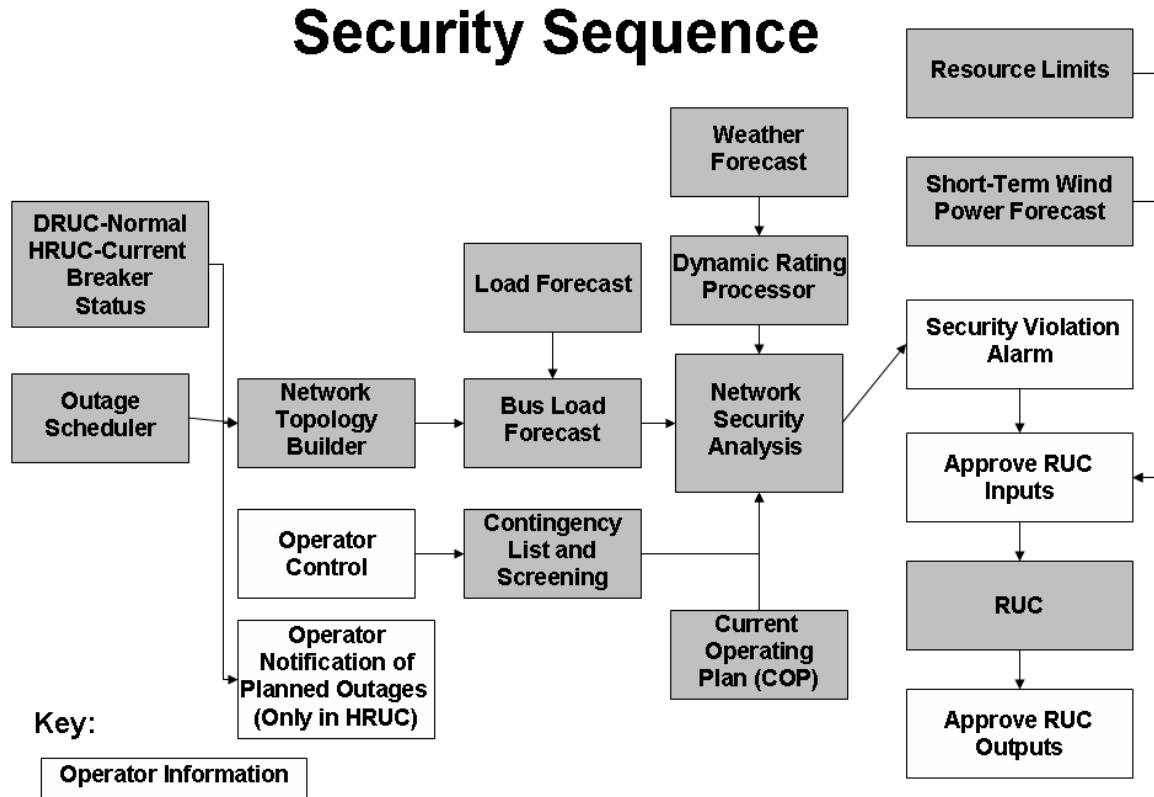 Security Sequence
Resource Limits
Weather
Forecast
Short-Term Wind
Power Forecast
DRUC-Normal
HRUC-Current
Breaker
Status
Load Forecast
Dynamic Rating
Processor
Security Violation
Alarm
Outage
Scheduler
Network
Topology
Builder
Bus Load
Forecast
Network
Security
Analysis
Approve RUC
Inputs
Operator
Control
Contingency
List and
Screening
RUC
Operator
Notification of
Planned Outages
(Only in HRUC)
Current
Operating
Plan (COP)
Approve RUC
Outputs
Key:
Operator Information